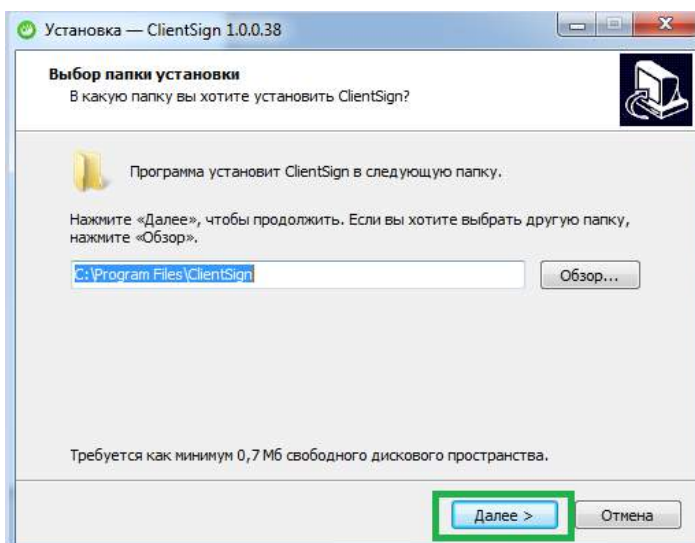 Установка — ClientSign 1.0.0.38
Выбор папки установки
В какую папку вы хотите установить ClientSign?
Программа установит ClientSign в следующую папку.
Нажмите «Далее», чтобы продолжить. Если вы хотите выбрать другую папку,
нажмите «Обзор».
C:\Program Files\ClientSign
Обзор...
Требуется как минимум 0,7 Мб свободного дискового пространства.
Далее >
Отмена